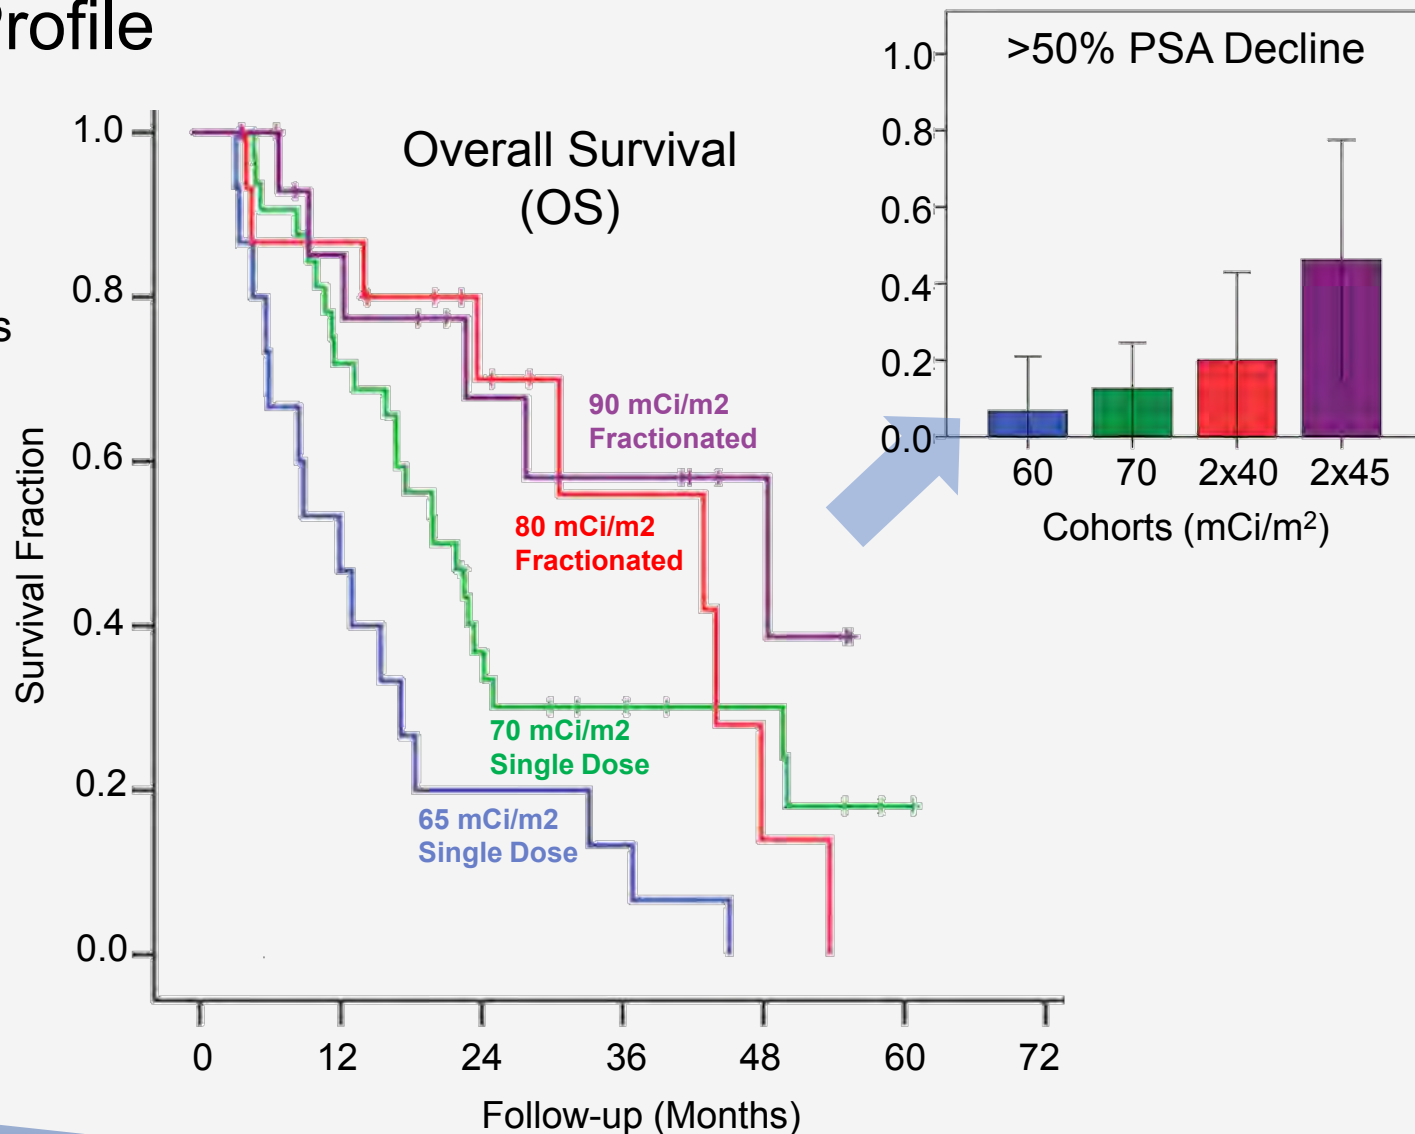 Profile
s
Overall Survival
(OS)
1.0
0.8
0.6
0.4
0.2
0.0
Survival Fraction
90 mCi/m2
Fractionated
80 mCi/m2
Fractionated
70 mCi/m2
Single Dose
65 mCi/m2
Single Dose
0 12 24 36 48 60 72
Follow-up (Months)
>50% PSA Decline
1.0
0.8
0.6
0.4
0.2
0.0
60 70 2x40 2x45
Cohorts (mCi/m²)